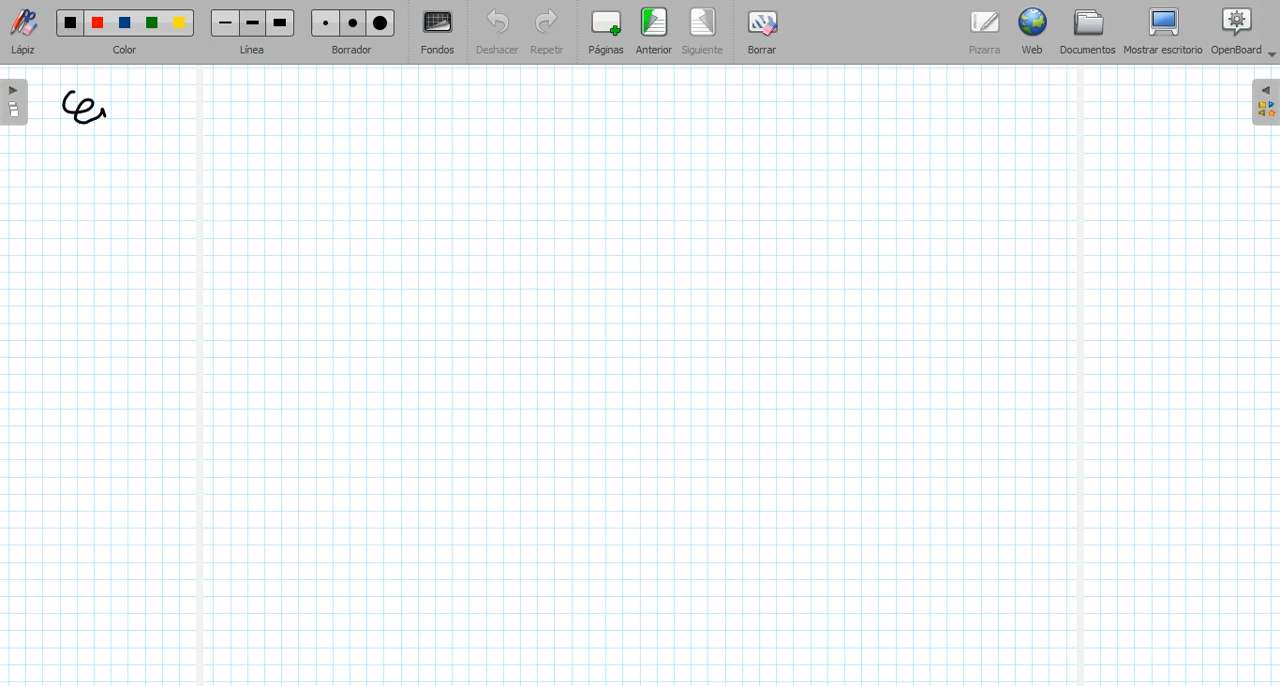 Lápiz Color Línea Borrador Fondos Deshacer Repetir Páginas Anterior Siguiente Borrar Pizarra Web Documentos Mostrar escritorio OpenBoard